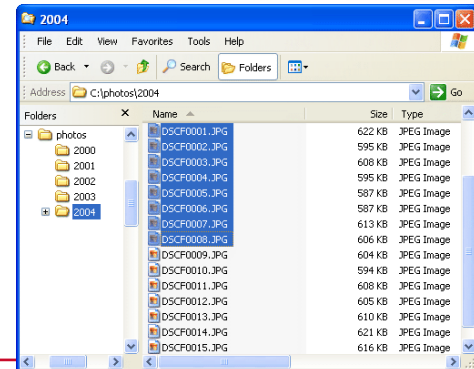 2004
File Edit View Favorites Tools Help
Back Search Folders
Address C:\photos\2004 Go
Folders X Name Size Type
photos
2000
2001
2002
2003
2004
DSCF0001.JPG 622 KB JPEG Image
DSCF0002.JPG 595 KB JPEG Image
DSCF0003.JPG 608 KB JPEG Image
DSCF0004.JPG 595 KB JPEG Image
DSCF0005.JPG 587 KB JPEG Image
DSCF0006.JPG 587 KB JPEG Image
DSCF0007.JPG 613 KB JPEG Image
DSCF0008.JPG 606 KB JPEG Image
DSCF0009.JPG 604 KB JPEG Image
DSCF0010.JPG 594 KB JPEG Image
DSCF0011.JPG 608 KB JPEG Image
DSCF0012.JPG 605 KB JPEG Image
DSCF0013.JPG 610 KB JPEG Image
DSCF0014.JPG 621 KB JPEG Image
DSCF0015.JPG 616 KB JPEG Image